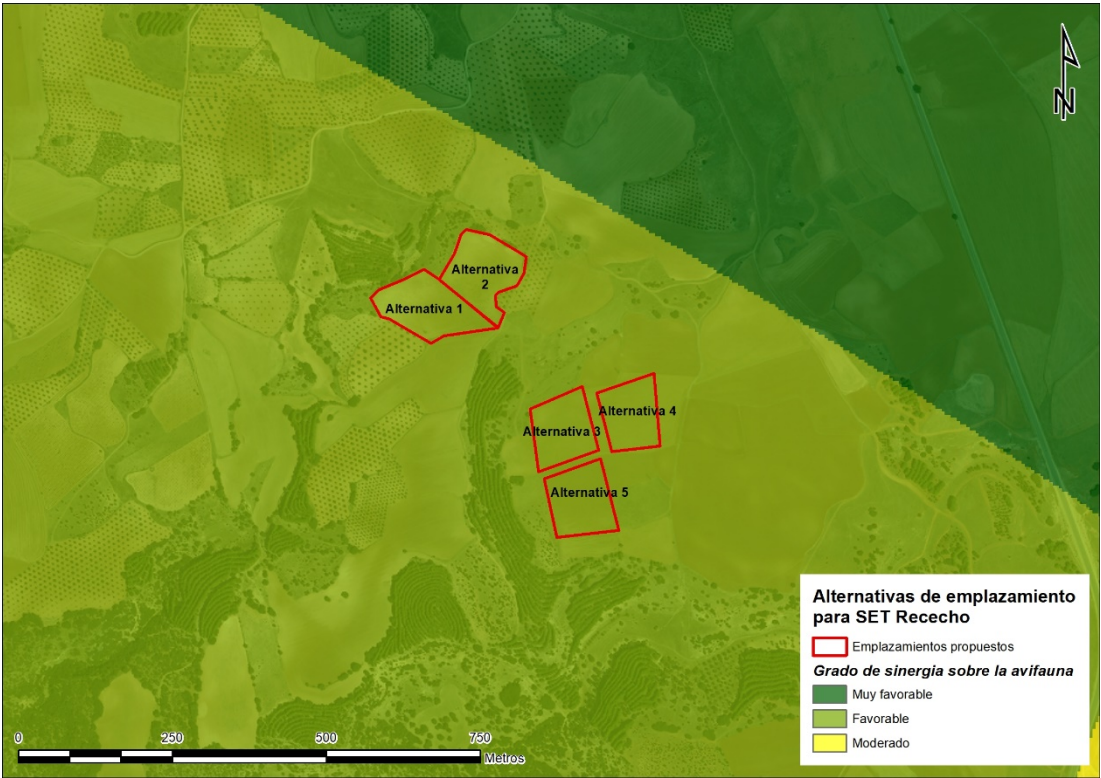 N
Alternativa
2
Alternativa 1
Alternativa 4
Alternativa 3
Alternativa 5
Alternativas de emplazamiento
para SET Rececho
Emplazamientos propuestos
Grado de sinergia sobre la avifauna
Muy favorable
Favorable
Moderado
0 250 500 750
Metros